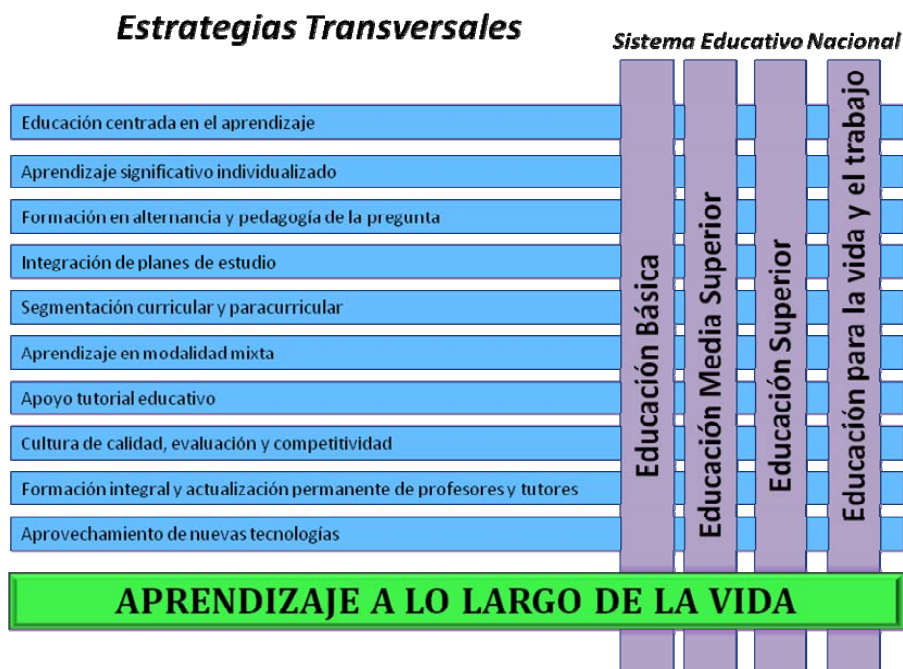 Estrategias Transversales
Sistema Educativo Nacional
Educación centrada en el aprendizaje
Aprendizaje significativo individualizado
Formación en alternancia y pedagogía de la pregunta
Integración de planes de estudio
Segmentación curricular y paracurricular
Aprendizaje en modalidad mixta
Apoyo tutorial educativo
Cultura de calidad, evaluación y competitividad
Formación integral y actualización permanente de profesores y tutores
Aprovechamiento de nuevas tecnologías
Educación Básica
Educación Media Superior
Educación Superior
Educación para la vida y el trabajo
APRENDIZAJE A LO LARGO DE LA VIDA